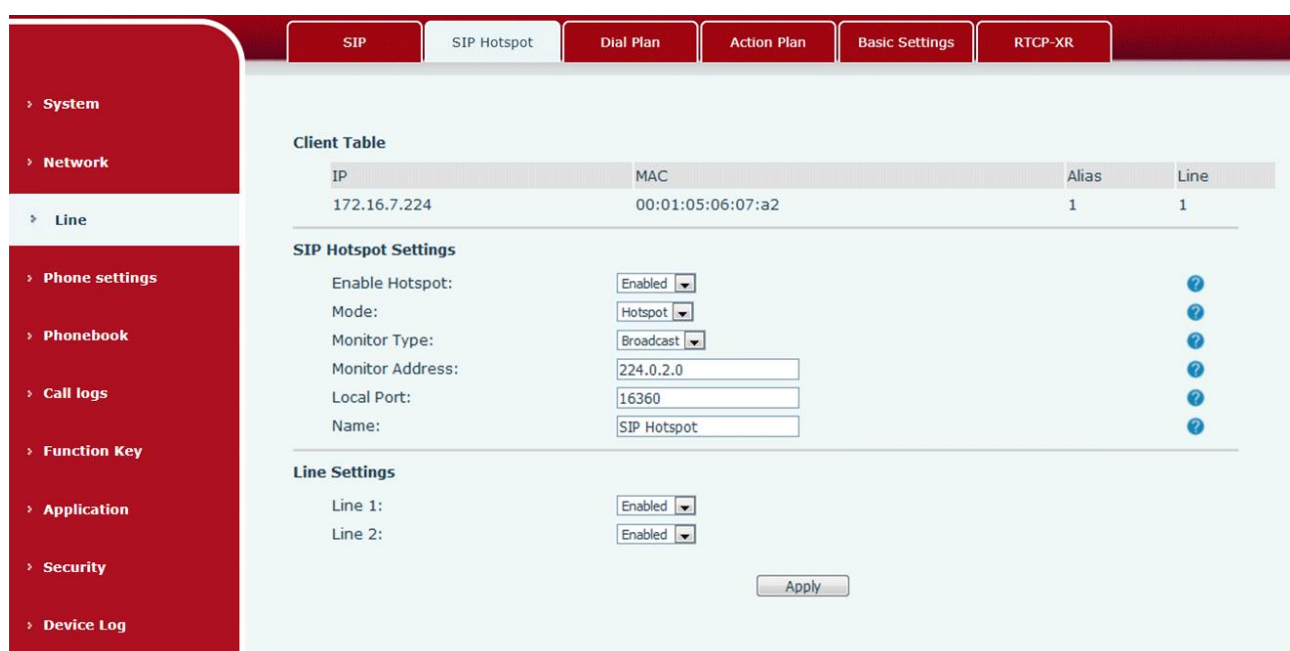 SIP SIP Hotspot Dial Plan Action Plan Basic Settings RTCP-XR
› System
› Network
› Line
› Phone settings
› Phonebook
› Call logs
› Function Key
› Application
› Security
› Device Log
Client Table
IP MAC Alias Line
172.16.7.224 00:01:05:06:07:a2 1 1
SIP Hotspot Settings
Enable Hotspot: Enabled ?
Mode: Hotspot ?
Monitor Type: Broadcast ?
Monitor Address: 224.0.2.0 ?
Local Port: 16360 ?
Name: SIP Hotspot ?
Line Settings
Line 1: Enabled
Line 2: Enabled
Apply